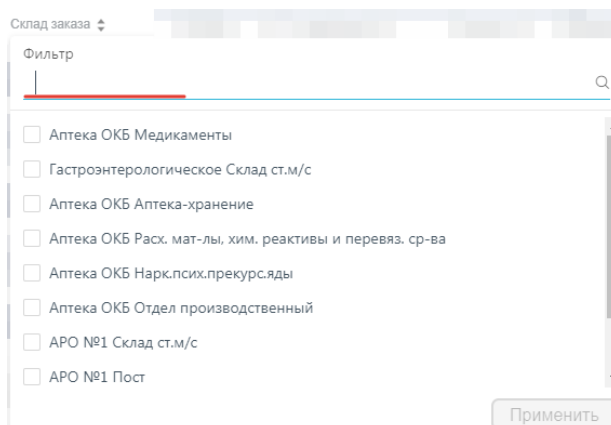 Склад заказа
Фильтр
Аптека ОКБ Медикаменты
Гастроэнтерологическое Склад ст.м/с
Аптека ОКБ Аптека-хранение
Аптека ОКБ Расх. мат-лы, хим. реактивы и перевяз. ср-ва
Аптека ОКБ Нарк.псих.прекурс.яды
Аптека ОКБ Отдел производственный
АРО №1 Склад ст.м/с
АРО №1 Пост
Применить